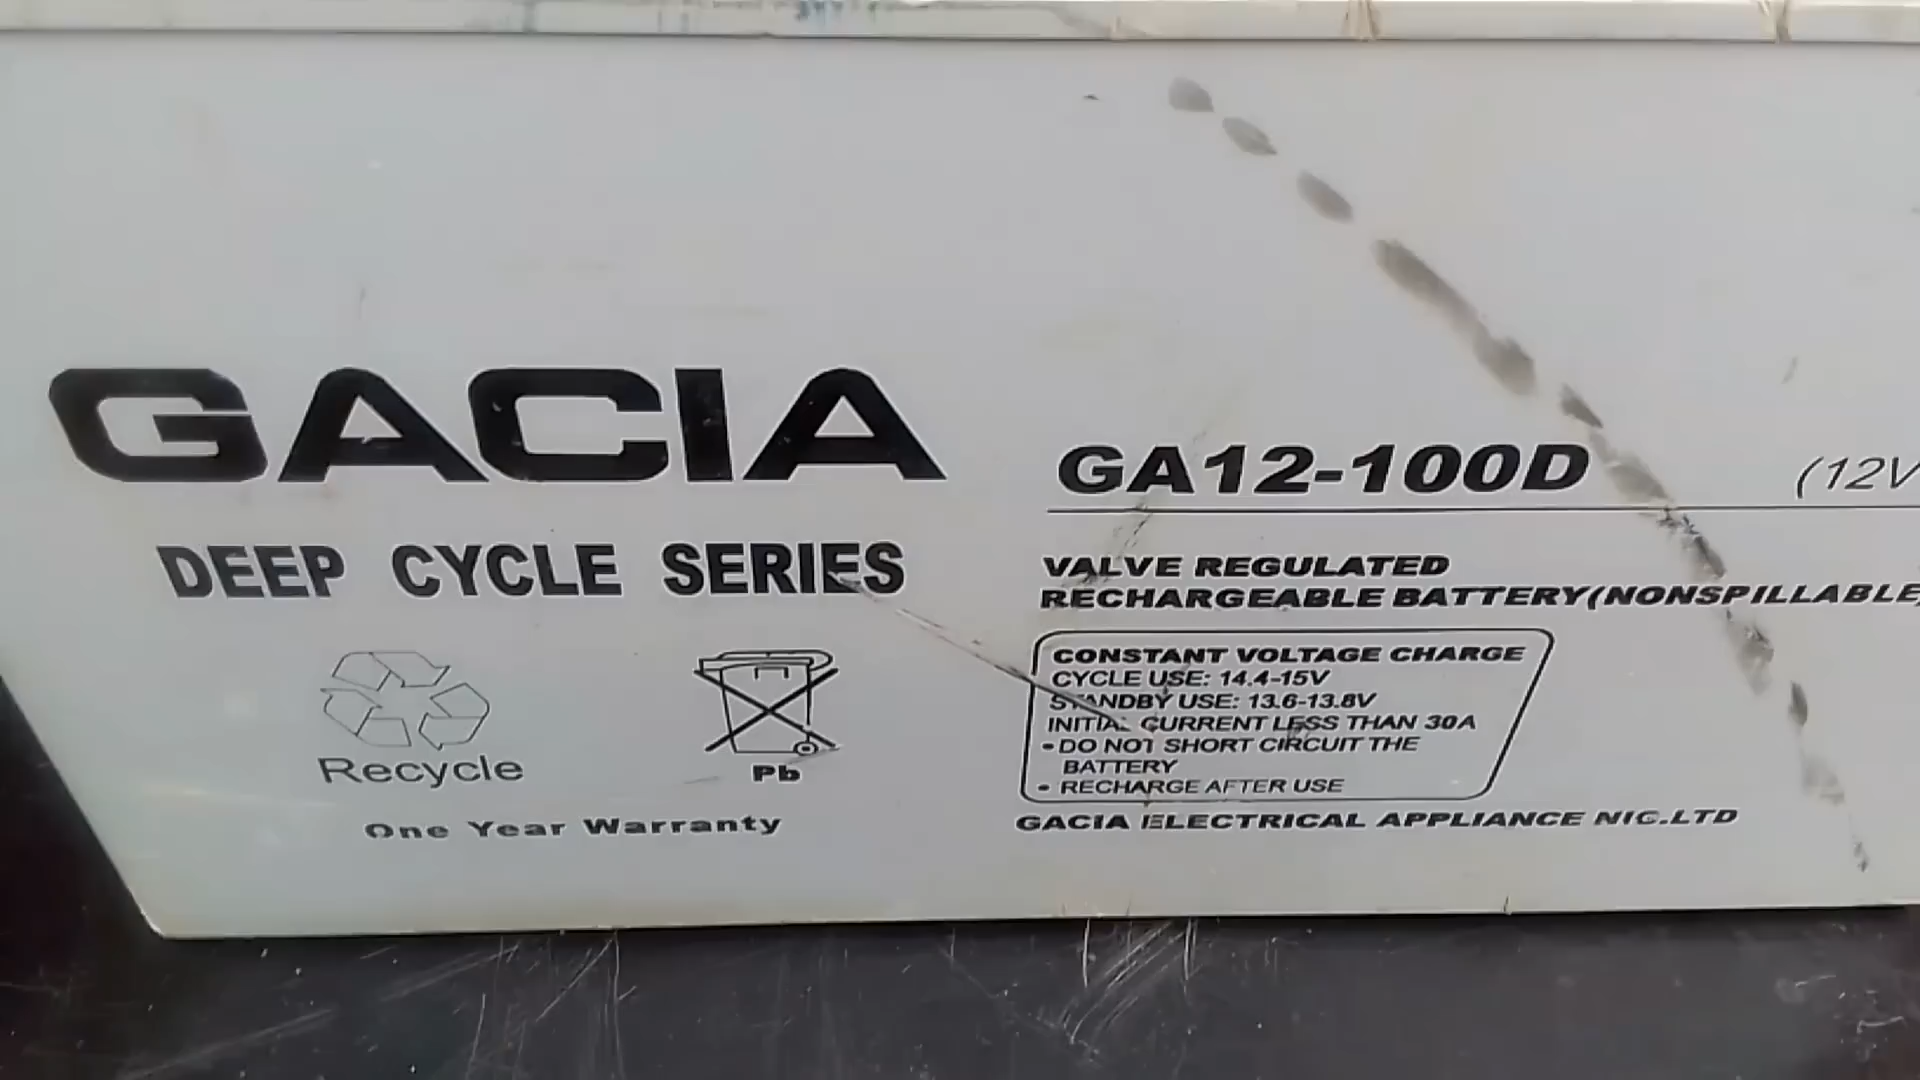 GACIA
DEEP CYCLE SERIES
Recycle
Pb
One Year Warranty
GA12-100D (12V
VALVE REGULATED
RECHARGEABLE BATTERY(NONSPILLABLE
CONSTANT VOLTAGE CHARGE
CYCLE USE: 14.4-15V
STANDBY USE: 13.6-13.8V
INITIAL CURRENT LESS THAN 30A
•DO NOT SHORT CIRCUIT THE
BATTERY
• RECHARGE AFTER USE
GACIA ELECTRICAL APPLIANCE NIC.LTD